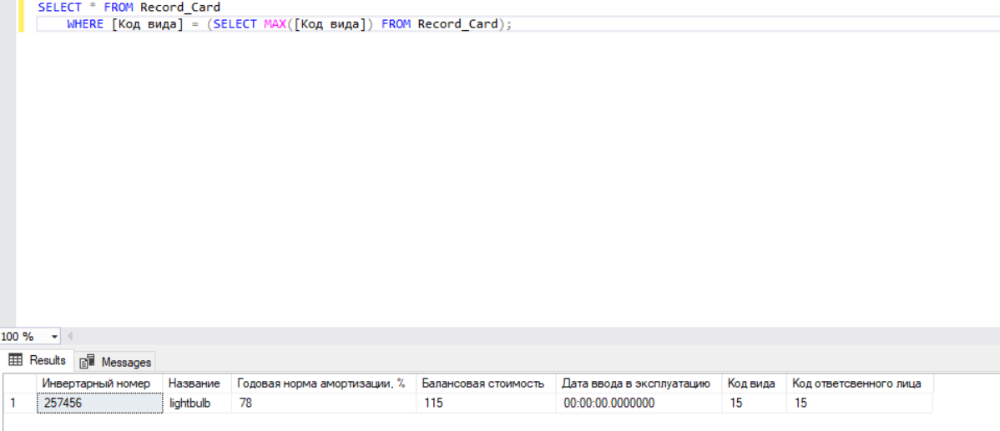 SELECT * FROM Record_Card
WHERE [Код вида] = (SELECT MAX([Код вида]) FROM Record_Card);
100 %
Results Messages
Инвертарный номер Название Годовая норма амортизации, % Балансовая стоимость Дата ввода в эксплуатацию Код вида Код ответсвенного лица
1 257456 lightbulb 78 115 00:00:00.0000000 15 15